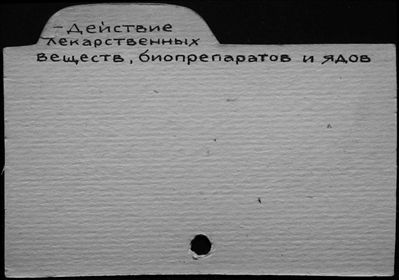 - Действие
лекарственных
веществ, биопрепаратов и ядов